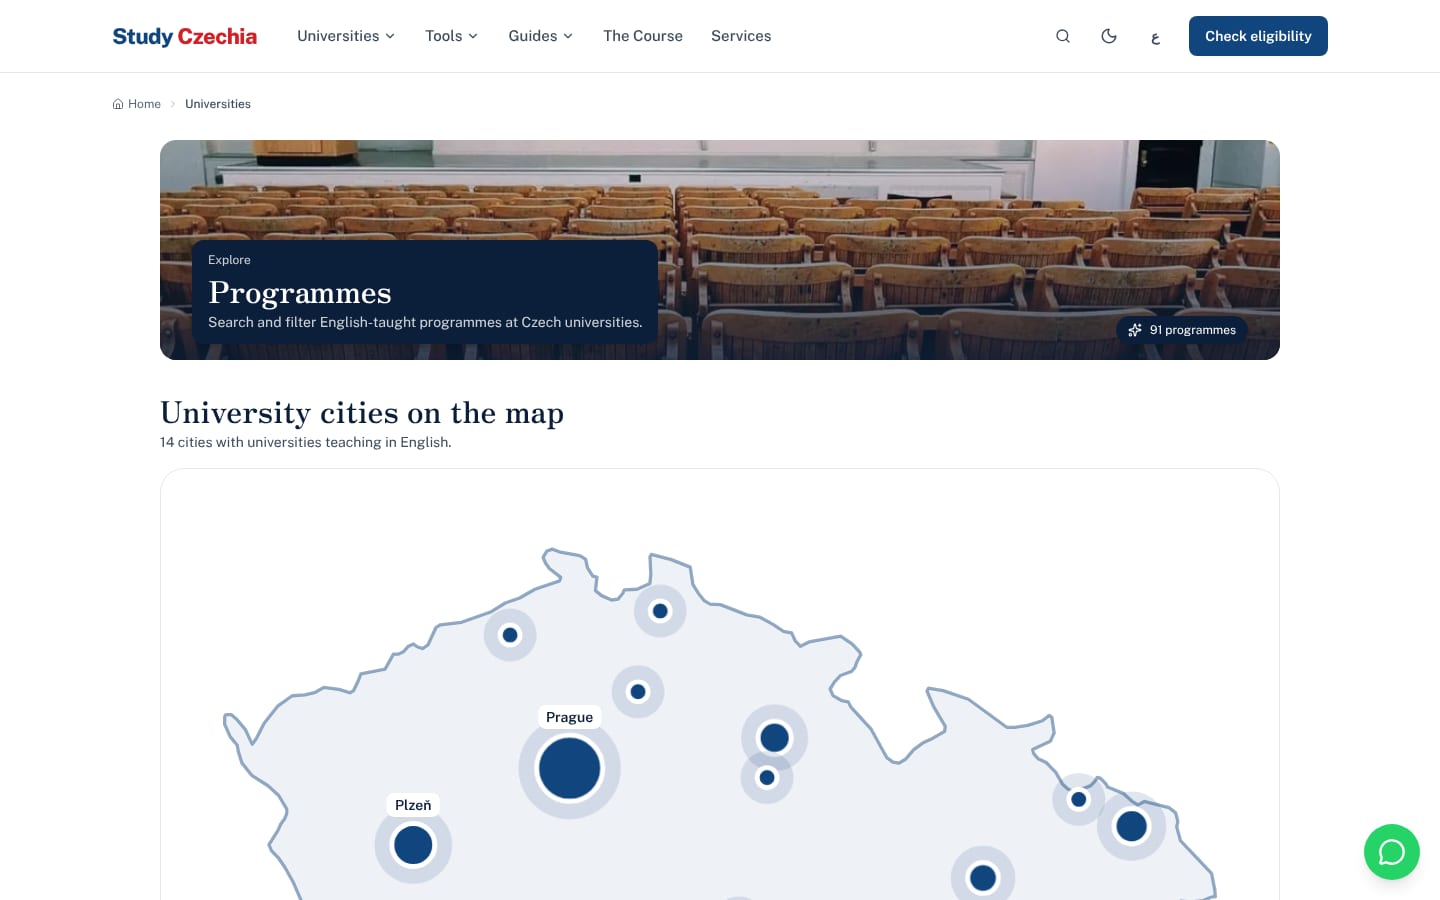 Study Czechia
Universities
Tools
Guides
The Course
Services
ع
Check eligibility
Home
Universities
Explore
Programmes
Search and filter English-taught programmes at Czech universities.
91 programmes
University cities on the map
14 cities with universities teaching in English.
Prague
Plzeň